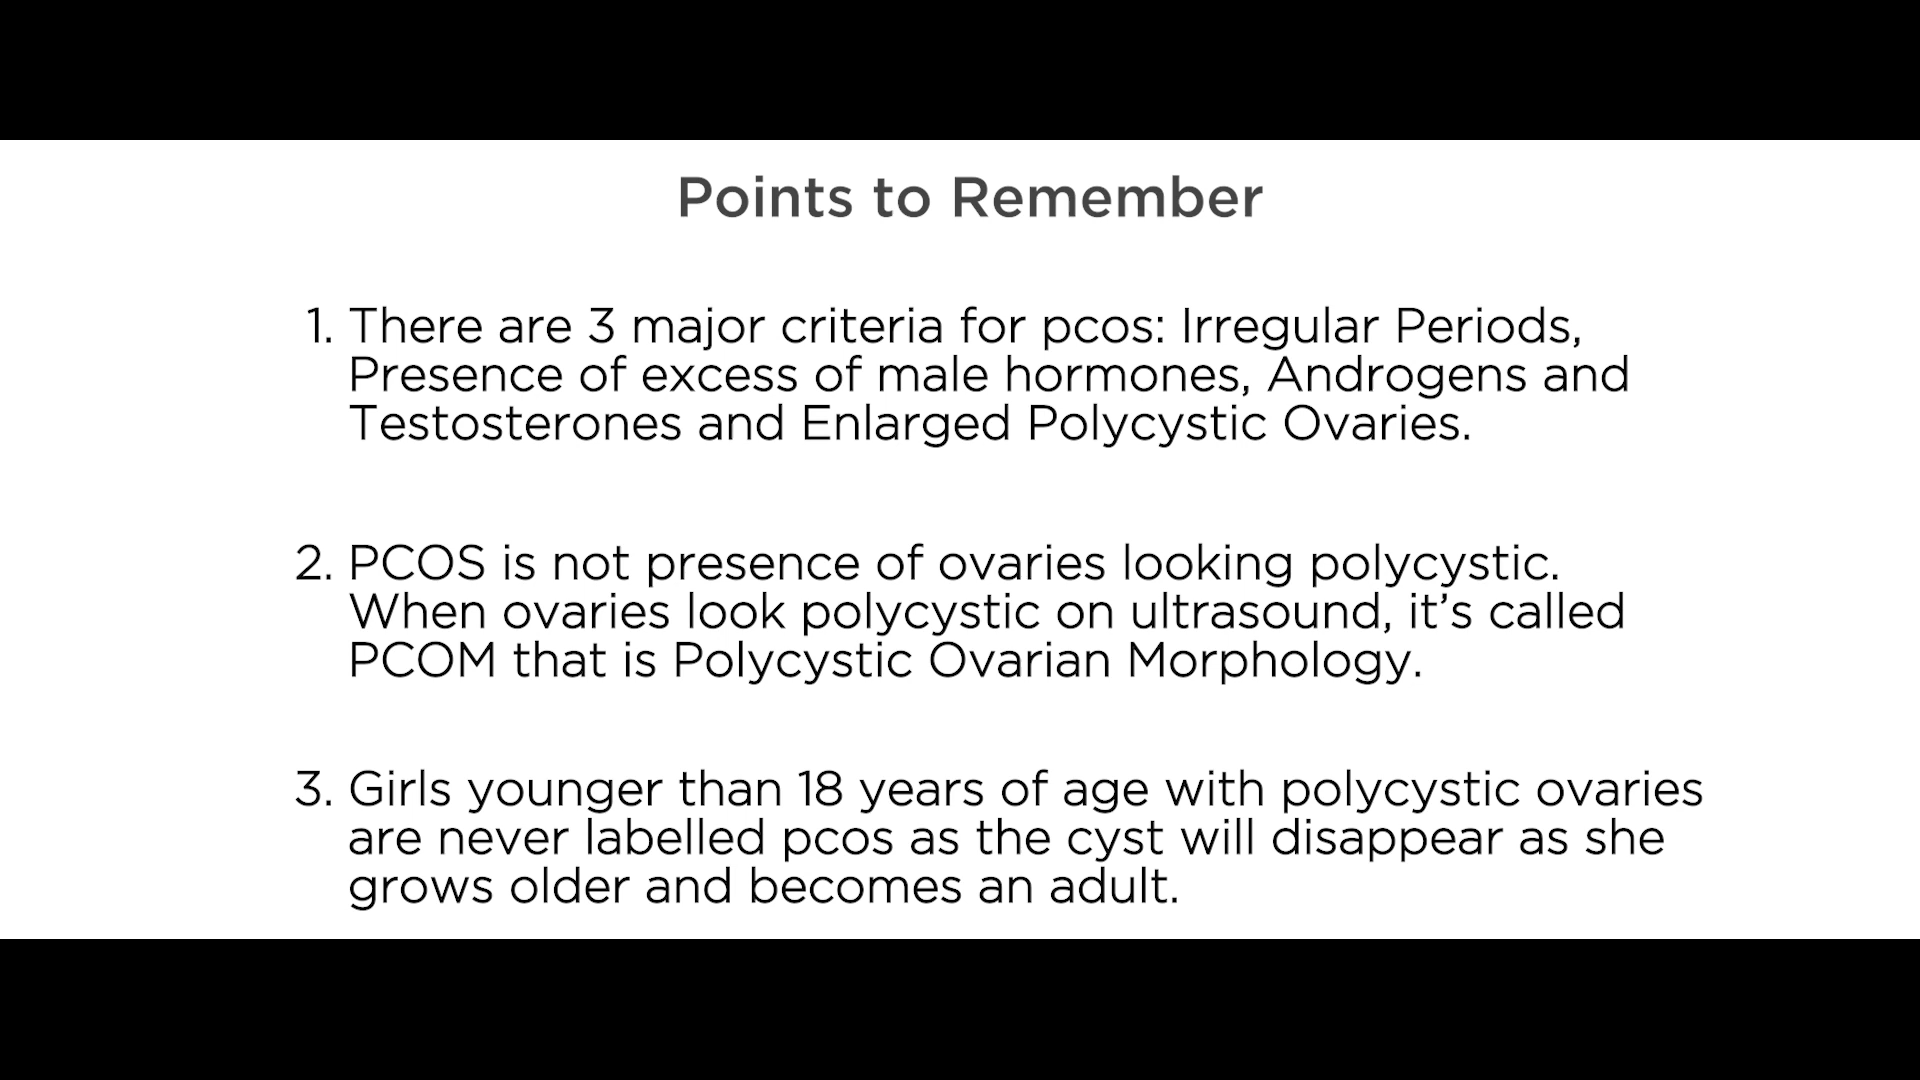 Points to Remember
1. There are 3 major criteria for pcos: Irregular Periods,
Presence of excess of male hormones, Androgens and
Testosterones and Enlarged Polycystic Ovaries.
2. PCOS is not presence of ovaries looking polycystic.
When ovaries look polycystic on ultrasound, it’s called
PCOM that is Polycystic Ovarian Morphology.
3. Girls younger than 18 years of age with polycystic ovaries
are never labelled pcos as the cyst will disappear as she
grows older and becomes an adult.